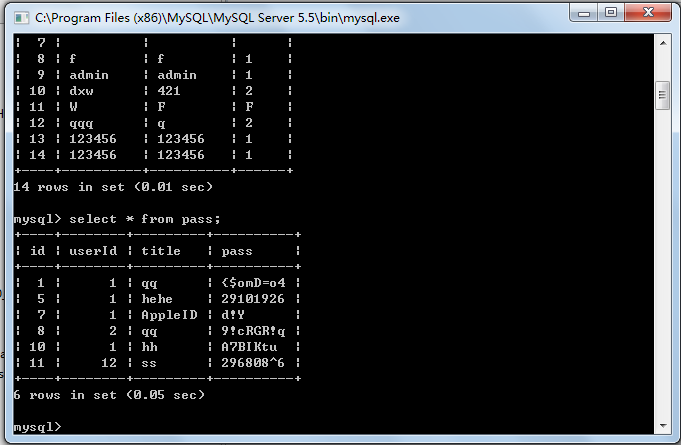 C:\Program Files (x86)\MySQL\MySQL Server 5.5\bin\mysql.exe
¦  7 ¦          ¦          ¦      ¦
¦  8 ¦ f        ¦ f        ¦ 1    ¦
¦  9 ¦ admin    ¦ admin    ¦ 1    ¦
¦ 10 ¦ dxw      ¦ 421      ¦ 2    ¦
¦ 11 ¦ W        ¦ F        ¦ F    ¦
¦ 12 ¦ qqq      ¦ q        ¦ 2    ¦
¦ 13 ¦ 123456   ¦ 123456   ¦ 1    ¦
¦ 14 ¦ 123456   ¦ 123456   ¦ 1    ¦
+----+----------+----------+------+
14 rows in set (0.01 sec)
mysql> select * from pass;
+----+--------+---------+----------+
¦ id ¦ userId ¦ title   ¦ pass     ¦
+----+--------+---------+----------+
¦  1 ¦      1 ¦ qq      ¦ {$omD=o4
¦  5 ¦      1 ¦ hehe    ¦ 29101926
¦  7 ¦      1 ¦ AppleID ¦ d!Y
¦  8 ¦      2 ¦ qq      ¦ 9!cRGR!q
¦ 10 ¦      1 ¦ hh      ¦ A7BIKtu
¦ 11 ¦     12 ¦ ss      ¦ 296808^6
+----+--------+---------+----------+
6 rows in set (0.05 sec)
mysql>